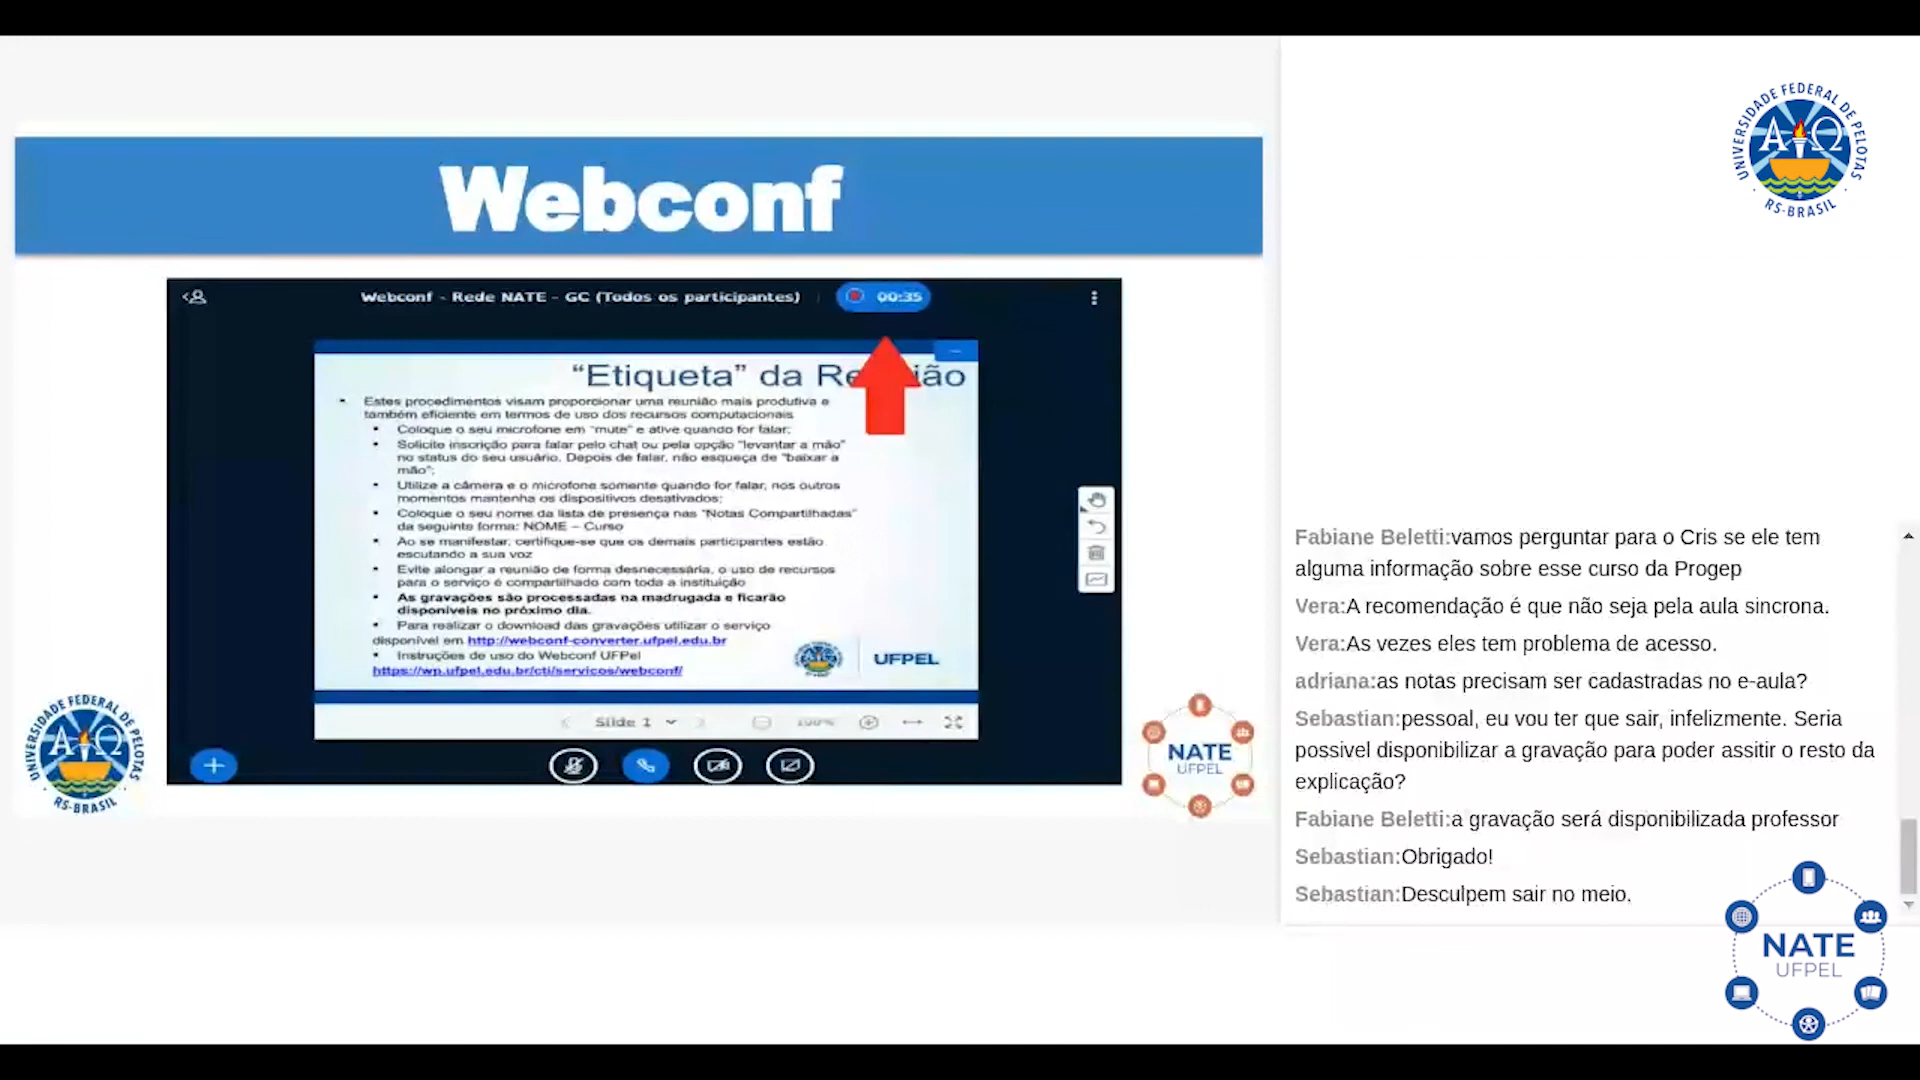 Webconf
Webconf - Rede NATE - GC (Todos os participantes)
00:35
“Etiqueta” da Re ião
Estes procedimentos visam proporcionar uma reunião mais produtiva e
também eficiente em termos de uso dos recursos computacionais
Coloque o seu microfone em “mute” e ative quando for falar;
Solicite inscrição para falar pelo chat ou pela opção “levantar a mão”
no status do seu usuário. Depois de falar, não esqueça de “baixar a
mão”;
Utilize a câmera e o microfone somente quando for falar, nos outros
momentos mantenha os dispositivos desativados;
Coloque o seu nome da lista de presença nas “Notas Compartilhadas”
da seguinte forma: NOME – Curso
Ao se manifestar, certifique-se que os demais participantes estão
escutando a sua voz
Evite alongar a reunião de forma desnecessária, o uso de recursos
para o serviço é compartilhado com toda a instituição
As gravações são processadas na madrugada e ficarão
disponíveis no próximo dia.
Para realizar o download das gravações utilizar o serviço
disponível em http://webconf-converter.ufpel.edu.br
Instruções de uso do Webconf UFPel
https://wp.ufpel.edu.br/cti/servicos/webconf/
UFPEL
Slide 1
100%
UNIVERSIDADE FEDERAL DE PELOTAS
AΩ
RS-BRASIL
NATE
UFPEL
UNIVERSIDADE FEDERAL DE PELOTAS
AΩ
RS-BRASIL
Fabiane Beletti:vamos perguntar para o Cris se ele tem
alguma informação sobre esse curso da Progep
Vera:A recomendação é que não seja pela aula sincrona.
Vera:As vezes eles tem problema de acesso.
adriana:as notas precisam ser cadastradas no e-aula?
Sebastian:pessoal, eu vou ter que sair, infelizmente. Seria
possivel disponibilizar a gravação para poder assitir o resto da
explicação?
Fabiane Beletti:a gravação será disponibilizada professor
Sebastian:Obrigado!
Sebastian:Desculpem sair no meio.
NATE
UFPEL